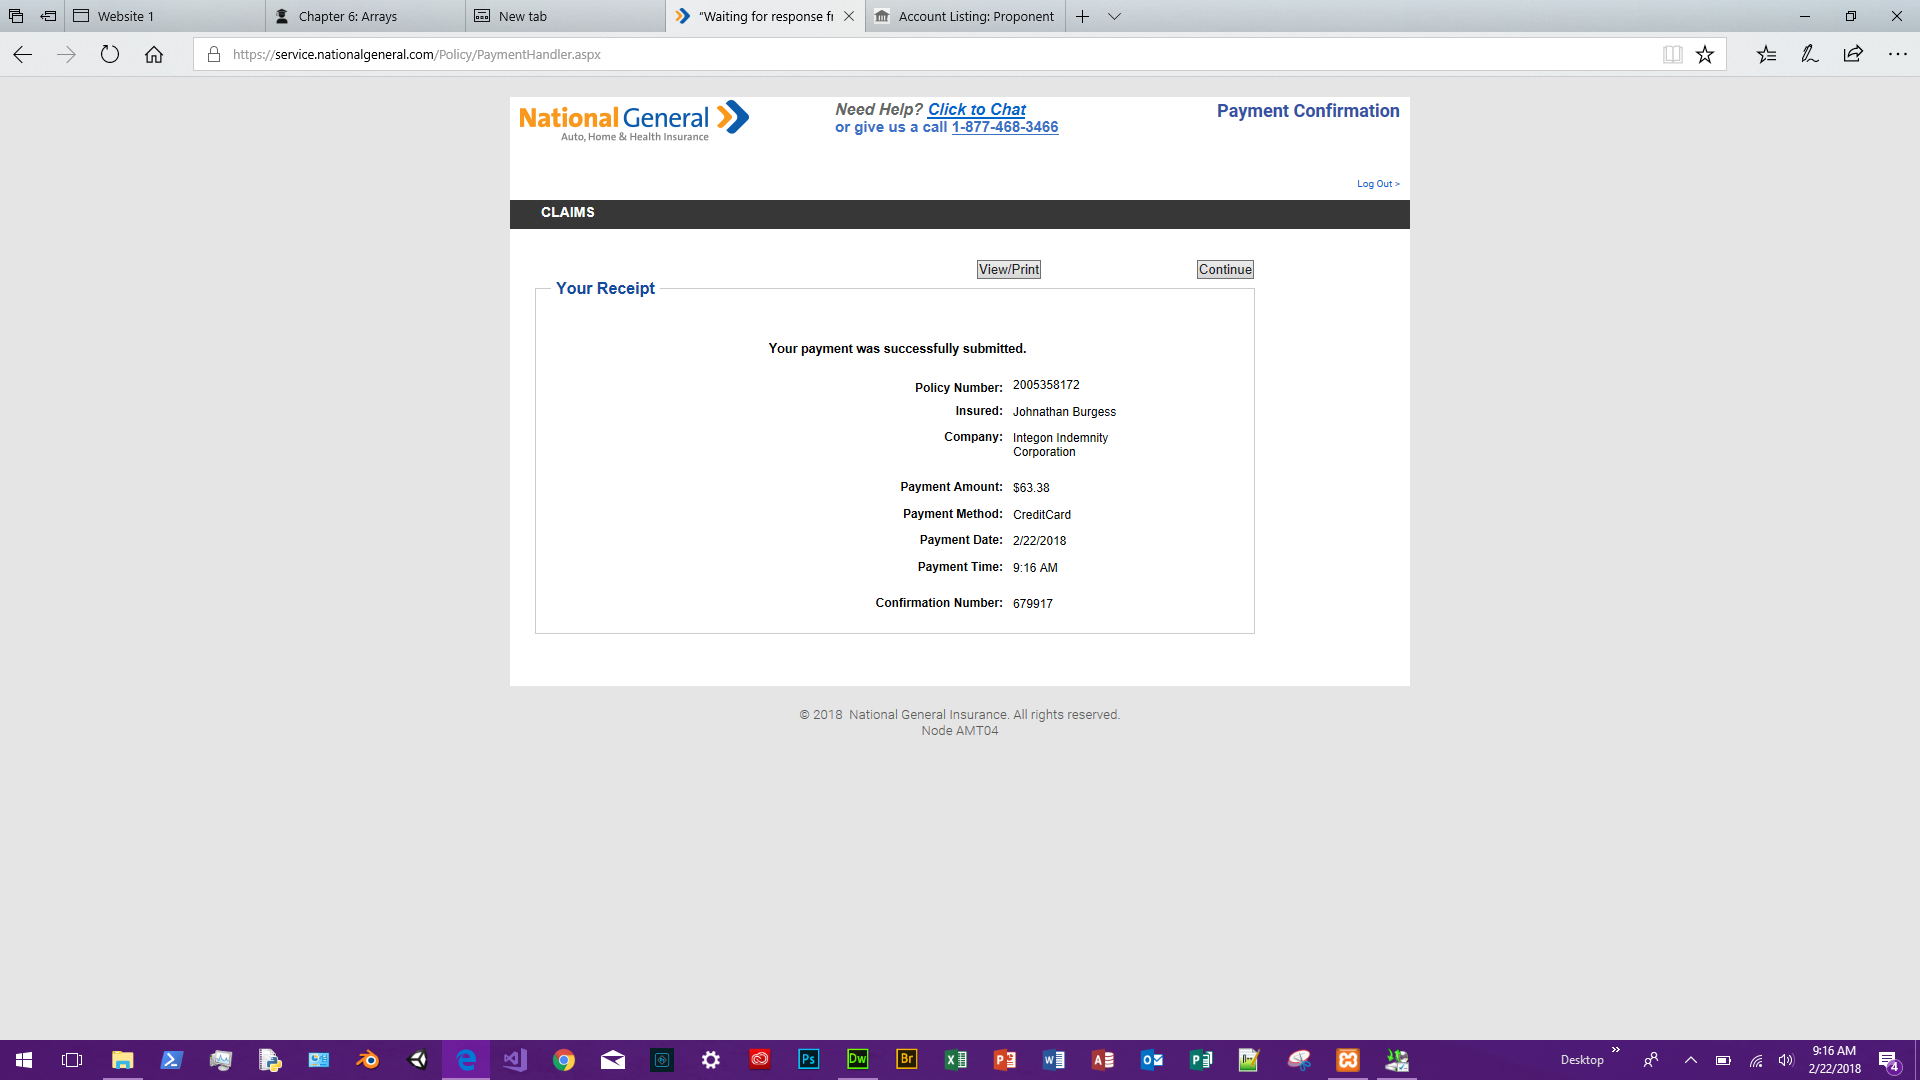 Website 1
Chapter 6: Arrays
New tab
"Waiting for response fr
Account Listing: Proponent
https://service.nationalgeneral.com/Policy/PaymentHandler.aspx
National General
Auto, Home & Health Insurance
Need Help? Click to Chat
or give us a call 1-877-468-3466
Payment Confirmation
Log Out >
CLAIMS
View/Print
Continue
Your Receipt
Your payment was successfully submitted.
Policy Number: 2005358172
Insured: Johnathan Burgess
Company: Integon Indemnity
Corporation
Payment Amount: $63.38
Payment Method: CreditCard
Payment Date: 2/22/2018
Payment Time: 9:16 AM
Confirmation Number: 679917
© 2018 National General Insurance. All rights reserved.
Node AMT04
Ps
Dw
Br
Desktop
9:16 AM
2/22/2018
4